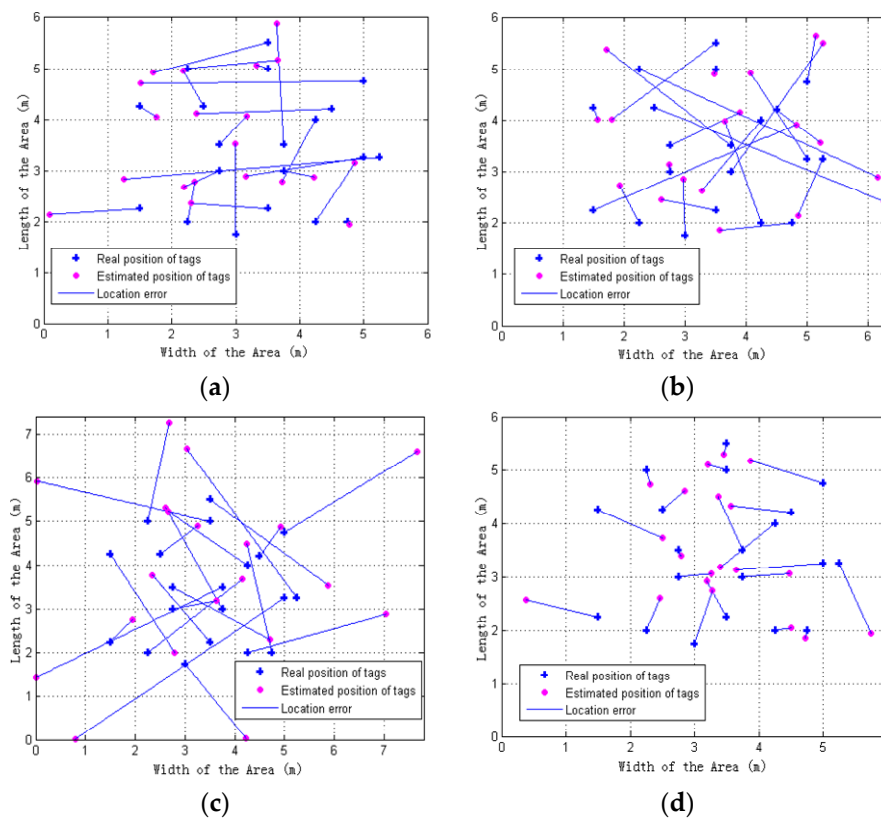 6
5
4
3
2
1
0
0 1 2 3 4 5 6
Length of the Area (m)
Width of the Area (m)
Real position of tags
Estimated position of tags
Location error
(a)
6
5
4
3
2
1
0
0 1 2 3 4 5 6
Length of the Area (m)
Width of the Area (m)
Real position of tags
Estimated position of tags
Location error
(b)
7
6
5
4
3
2
1
0
0 1 2 3 4 5 6 7
Length of the Area (m)
Width of the Area (m)
Real position of tags
Estimated position of tags
Location error
(c)
6
5
4
3
2
1
0
0 1 2 3 4 5
Length of the Area (m)
Width of the Area (m)
Real position of tags
Estimated position of tags
Location error
(d)